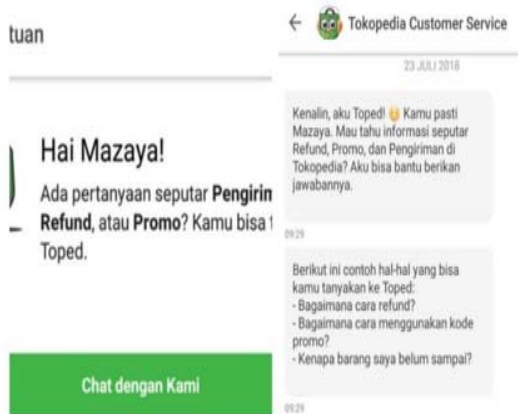 tuan
Hai Mazaya!
Ada pertanyaan seputar Pengirin
Refund, atau Promo? Kamu bisa t
Toped.
Chat dengan Kami
Tokopedia Customer Service
23 JULI 2018
Kenalin, aku Toped! 😊 Kamu pasti
Mazaya. Mau tahu informasi seputar
Refund, Promo, dan Pengiriman di
Tokopedia? Aku bisa bantu berikan
jawabannya.
09:29
Berikut ini contoh hal-hal yang bisa
kamu tanyakan ke Toped:
- Bagaimana cara refund?
- Bagaimana cara menggunakan kode
promo?
- Kenapa barang saya belum sampai?
09:29